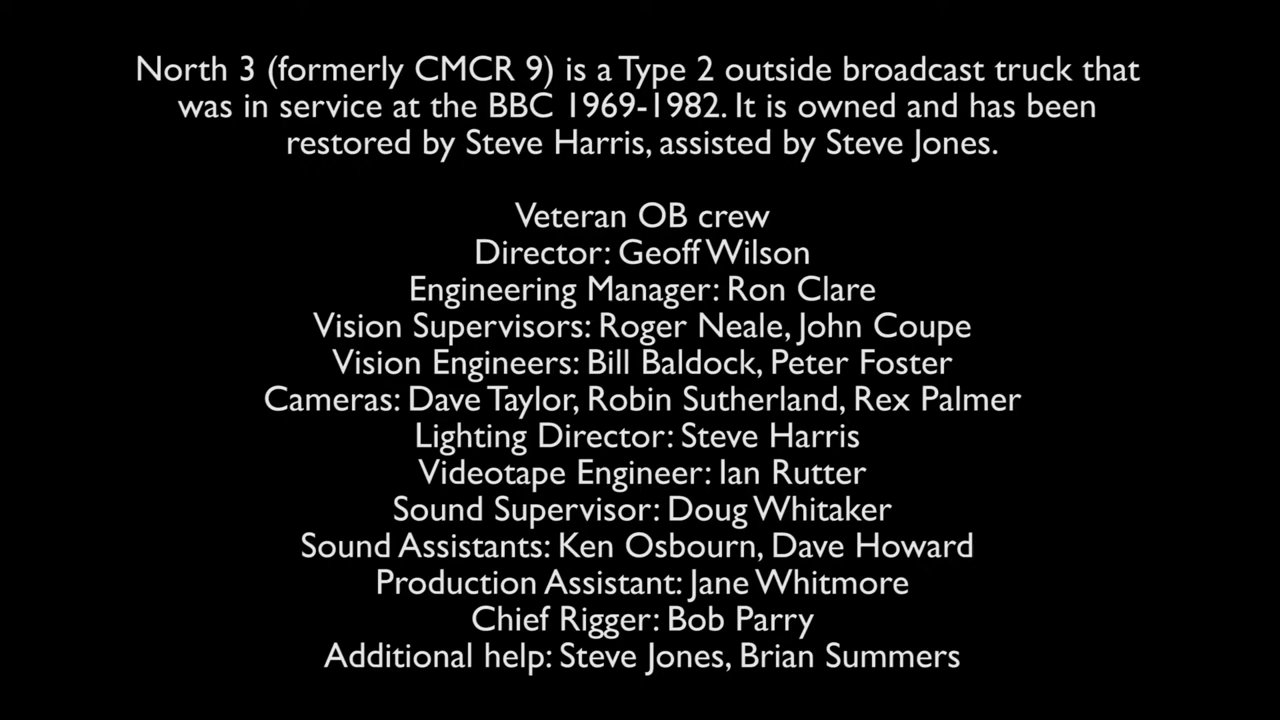 North 3 (formerly CMCR 9) is a Type 2 outside broadcast truck that
was in service at the BBC 1969-1982. It is owned and has been
restored by Steve Harris, assisted by Steve Jones.
Veteran OB crew
Director: Geoff Wilson
Engineering Manager: Ron Clare
Vision Supervisors: Roger Neale, John Coupe
Vision Engineers: Bill Baldock, Peter Foster
Cameras: Dave Taylor, Robin Sutherland, Rex Palmer
Lighting Director: Steve Harris
Videotape Engineer: Ian Rutter
Sound Supervisor: Doug Whitaker
Sound Assistants: Ken Osbourn, Dave Howard
Production Assistant: Jane Whitmore
Chief Rigger: Bob Parry
Additional help: Steve Jones, Brian Summers